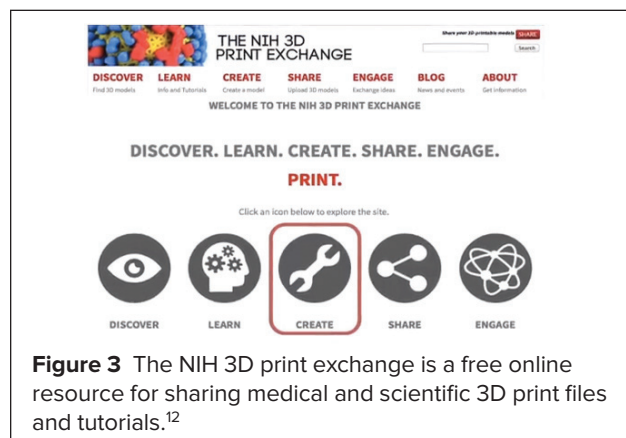 THE NIH 3D
PRINT EXCHANGE
Share your 3D-printable models SHARE
Search
DISCOVER LEARN CREATE SHARE ENGAGE BLOG ABOUT
Find 3D models Info and Tutorials Create a model Upload 3D models Exchange ideas News and events Get information
WELCOME TO THE NIH 3D PRINT EXCHANGE
DISCOVER. LEARN. CREATE. SHARE. ENGAGE.
PRINT.
Click an icon below to explore the site.
DISCOVER LEARN CREATE SHARE ENGAGE
Figure 3 The NIH 3D print exchange is a free online
resource for sharing medical and scientific 3D print files
and tutorials.12